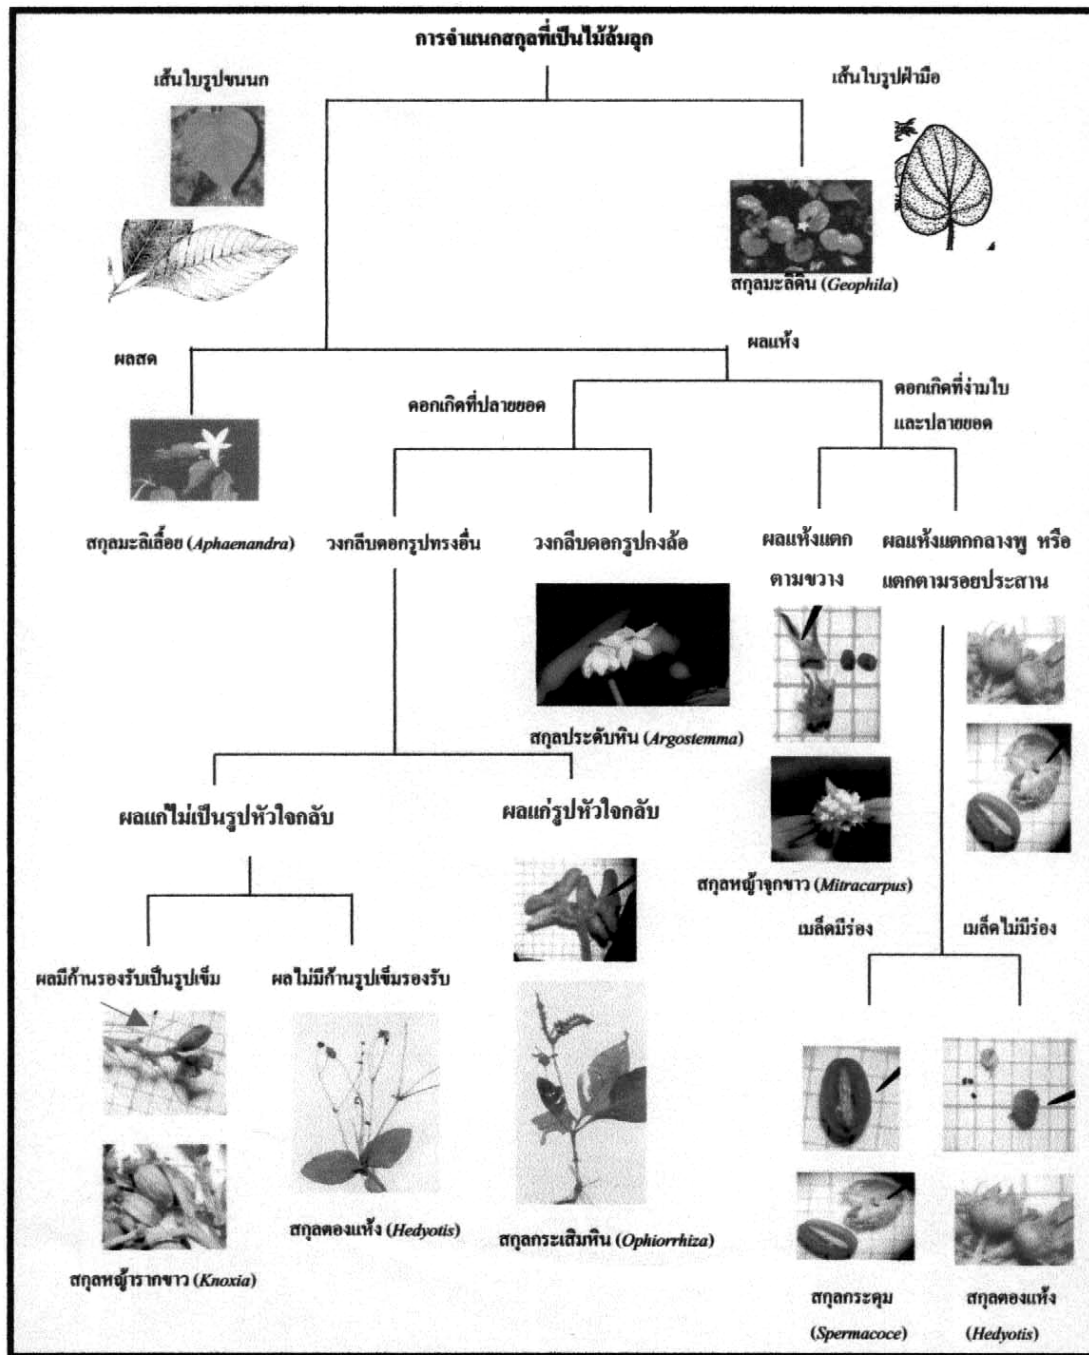 การจำแนกสกุลที่เป็นไม้ล้มลุก
เส้นใบรูปขนนก
เส้นใบรูปฝ่ามือ
สกุลมะลิดิน (Geophila)
ผลสด
ผลแห้ง
ดอกเกิดที่ปลายยอด
ดอกเกิดที่ง่ามใบ
และปลายยอด
สกุลมะลิเลื้อย (Aphaenandra)
วงกลีบดอกรูปทรงอื่น
วงกลีบดอกรูปกงล้อ
ผลแห้งแตก
ตามขวาง
ผลแห้งแตกกลางพู หรือ
แตกตามรอยประสาน
สกุลประดับหิน (Argostemma)
ผลแก่ไม่เป็นรูปหัวใจกลับ
ผลแก่รูปหัวใจกลับ
สกุลหญ้าจุกขาว (Mitracarpus)
เมล็ดมีร่อง
เมล็ดไม่มีร่อง
ผลมีก้านรองรับเป็นรูปเข็ม
ผลไม่มีก้านรูปเข็มรองรับ
สกุลตองแห้ง (Hedyotis)
สกุลกระเสิมหิน (Ophiorrhiza)
สกุลหญ้ารากขาว (Knoxia)
สกุลกระดุม
(Spermacoce)
สกุลตองแห้ง
(Hedyotis)